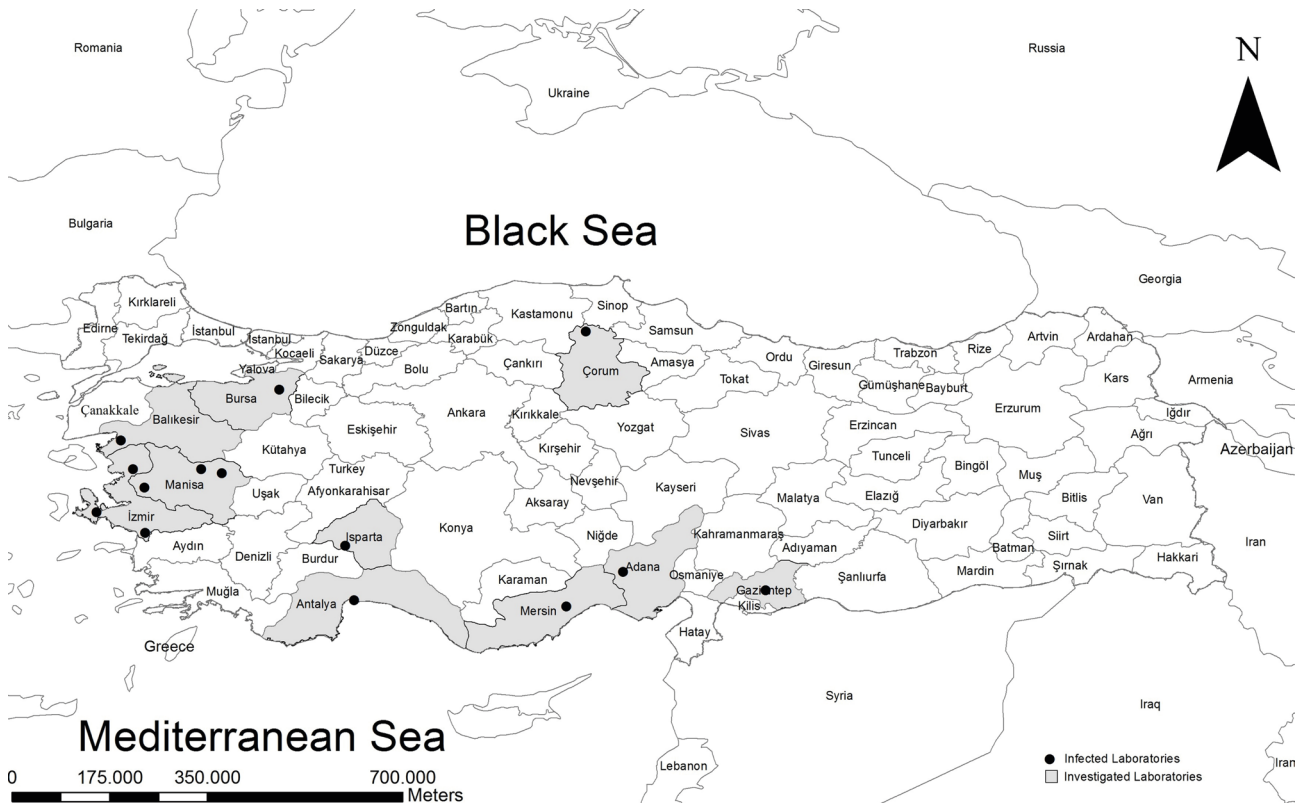 Romania
Russia
N
Ukraine
Bulgaria
Black Sea
Georgia
Kırklareli
Sinop
Bartın
Kastamonu
Edirne
İstanbul
Zonguldak
Samsun
Artvin
Ardahan
Tekirdağ
İstanbul
Karabük
Kocaeli
Düzce
Sakarya
Trabzon
Rize
Ordu
Yalova
Bolu
Çankırı
Çorum
Amasya
Giresun
Tokat
Kars
Armenia
Gümüşhane
Bayburt
Bursa
Bilecik
Çanakkale
Ankara
Kırıkkale
Erzurum
Iğdır
Balıkesir
Eskişehir
Yozgat
Sivas
Erzincan
Ağrı
Kütahya
Kırşehir
Azerbaijan
Tunceli
Turkey
Bingöl
Muş
Manisa
Nevşehir
Kayseri
Uşak
Afyonkarahisar
Malatya
Elazığ
Bitlis
Van
Aksaray
İzmir
Konya
Diyarbakır
Isparta
Niğde
Kahramanmaraş
Siirt
Iran
Aydın
Denizli
Burdur
Adıyaman
Batman
Hakkari
Adana
Osmaniye
Şanlıurfa
Mardin
Şırnak
Karaman
Muğla
Gaziantep
Antalya
Mersin
Kilis
Hatay
Greece
Syria
Iraq
Mediterranean Sea
Lebanon
Infected Laboratories
Iran
Investigated Laboratories
0 175.000 350.000 700.000
Meters